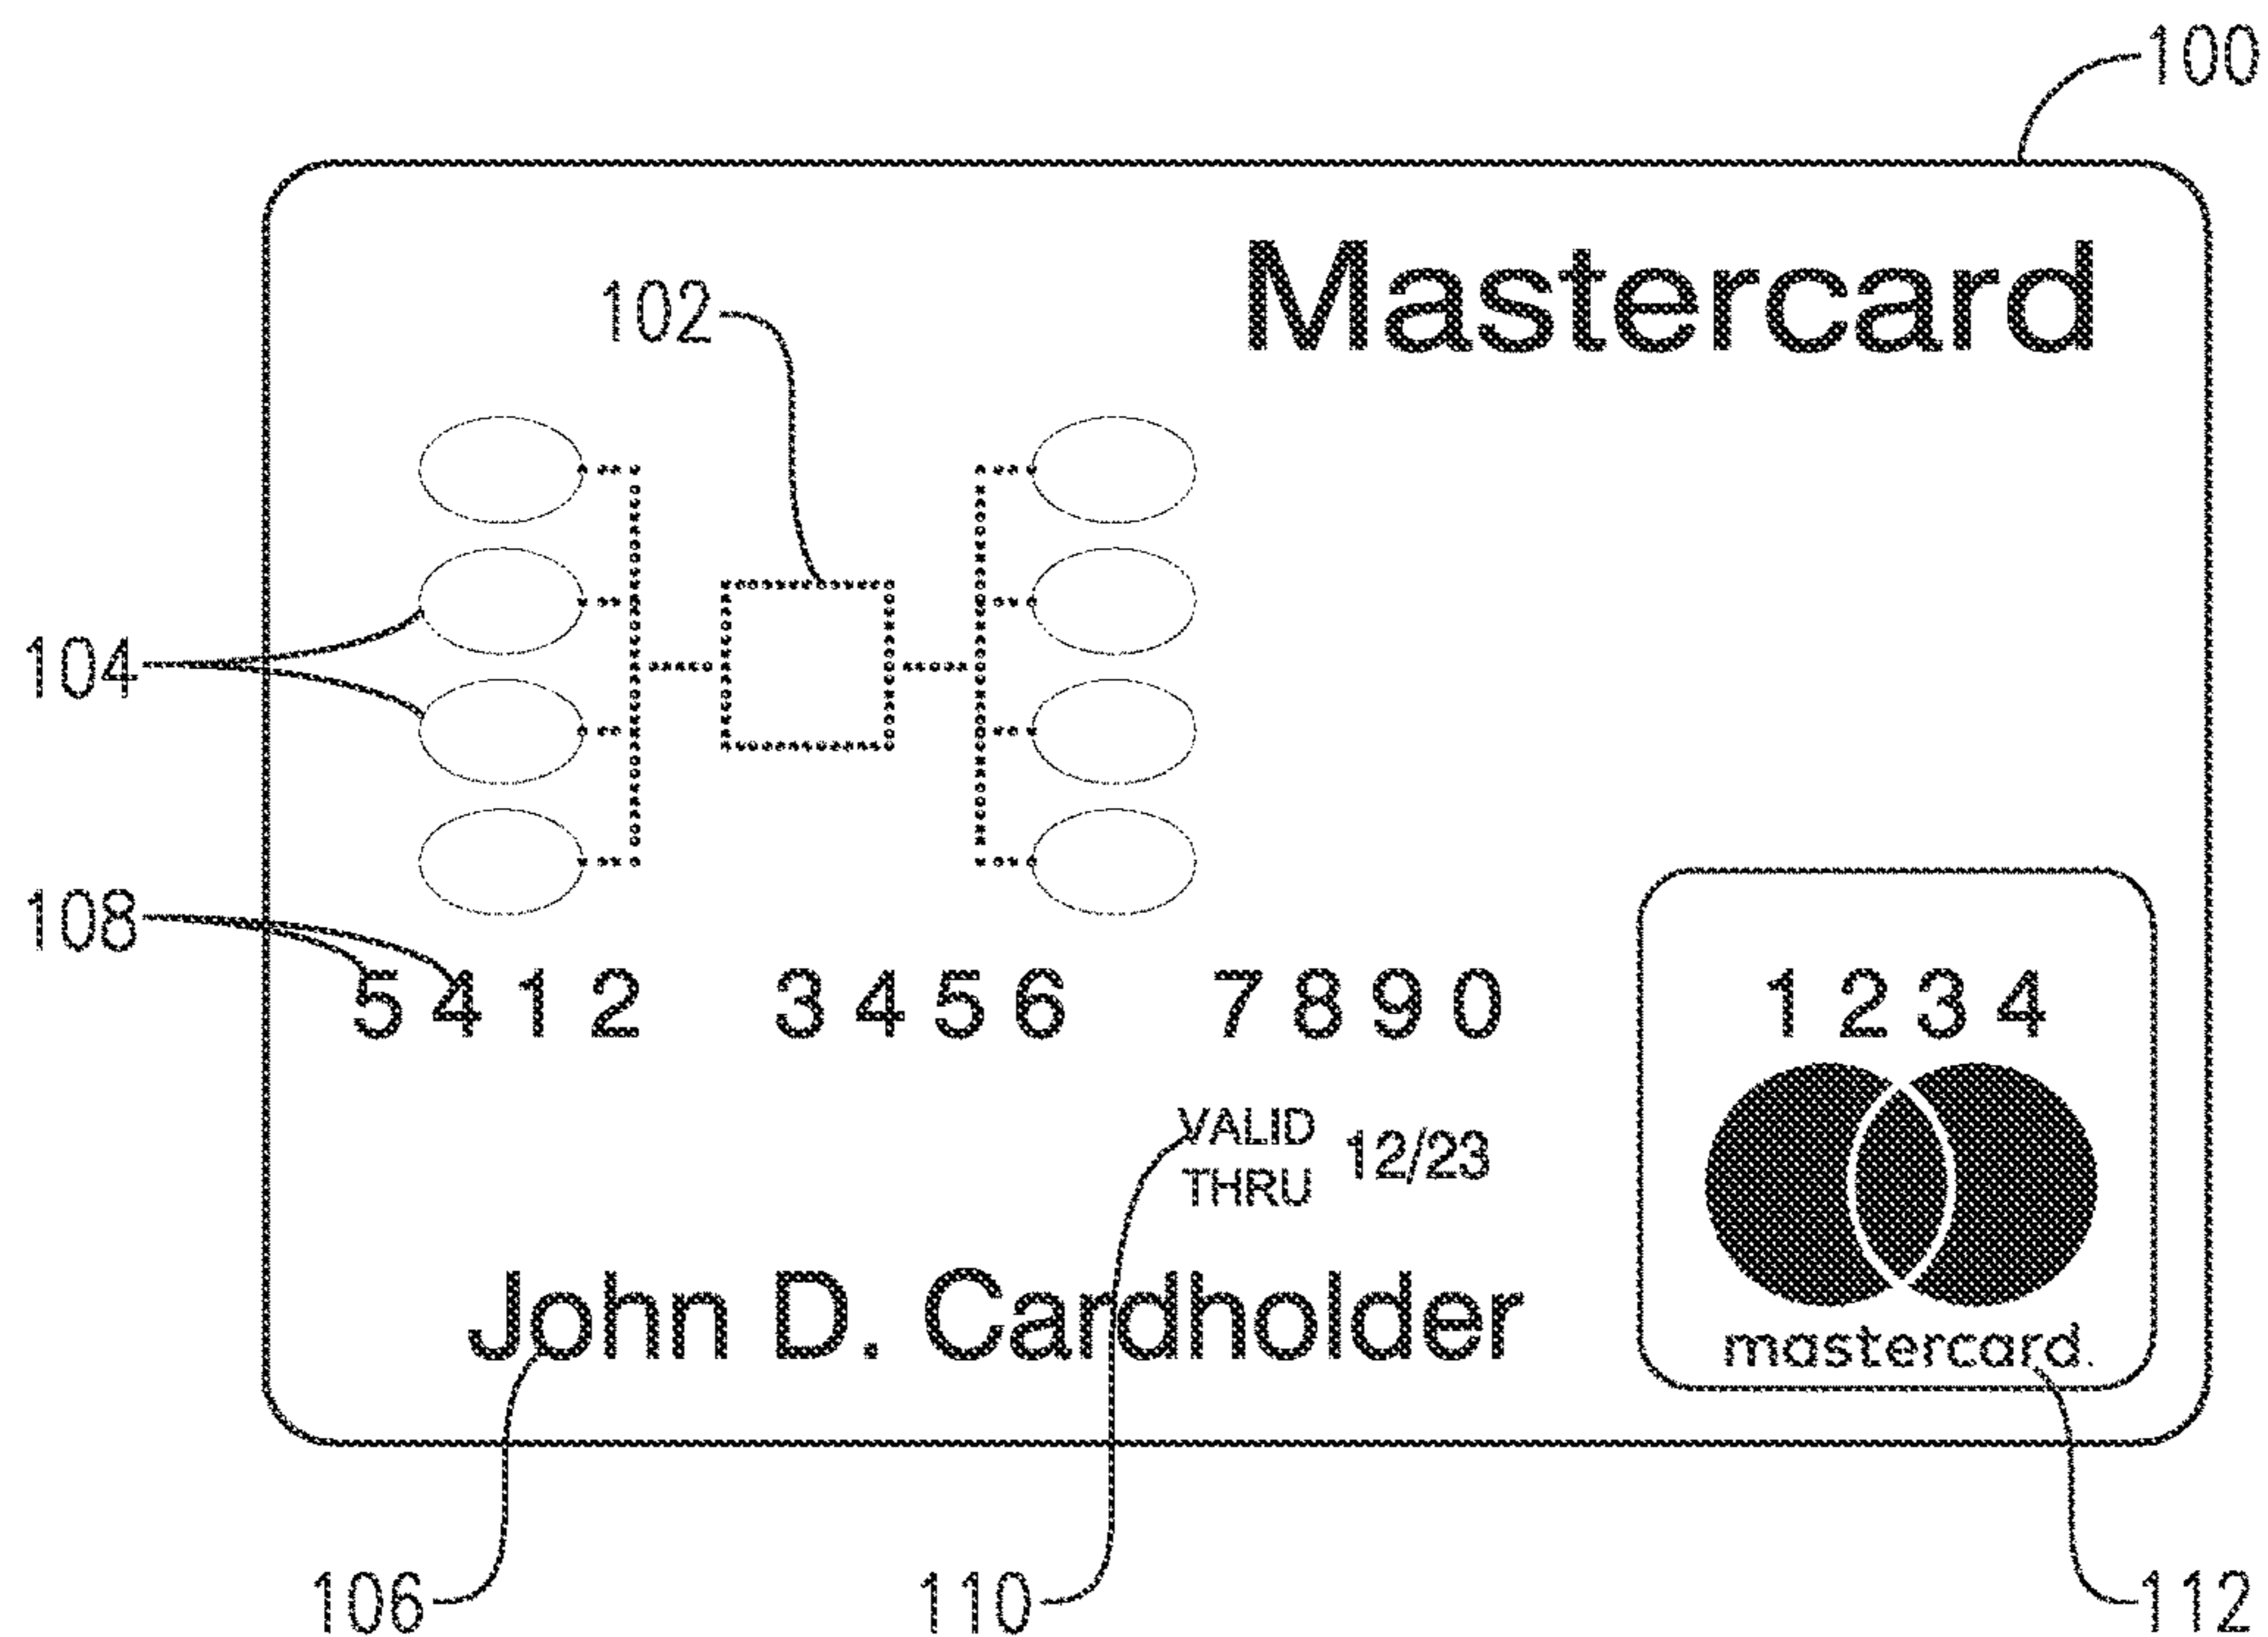 100
Mastercard
102
104
108
5412 3456 7890 1234
VALID
THRU
12/23
John D. Cardholder
mastercard.
106
110
112